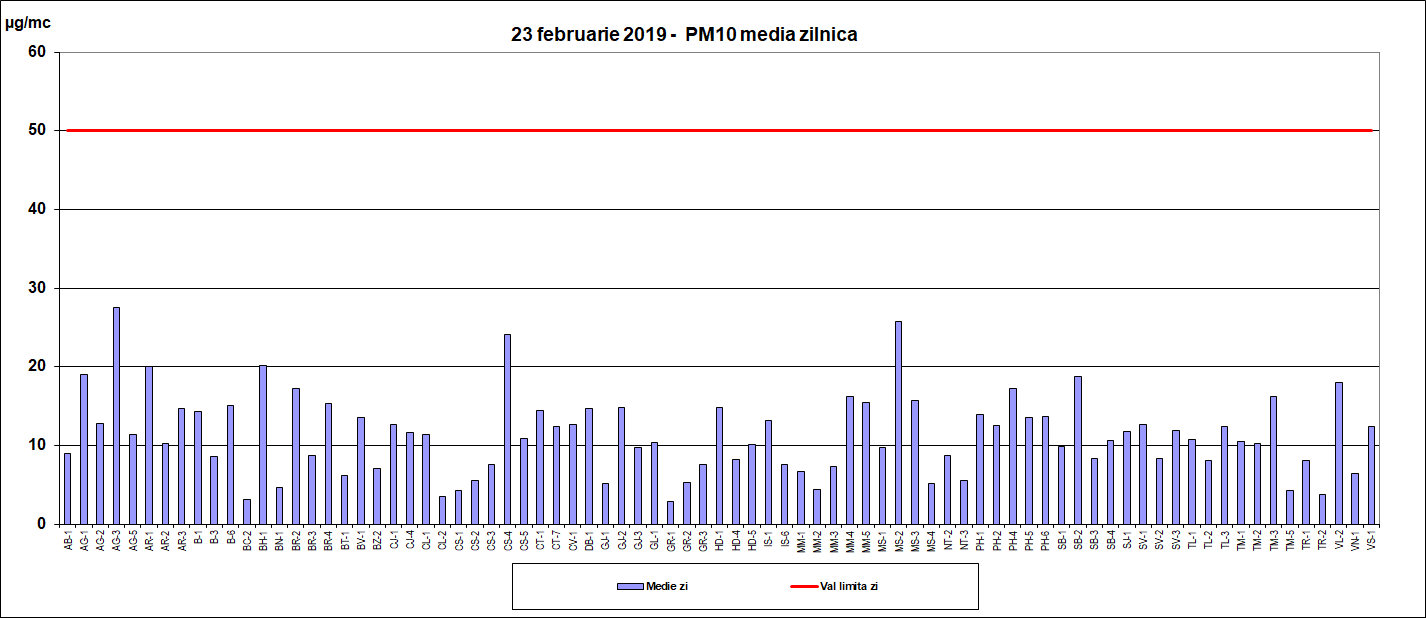 µg/mc
23 februarie 2019 - PM10 media zilnica
60
50
40
30
20
10
0
AB-1 AG-1 AG-2 AG-3 AG-5 AR-1 AR-2 AR-3 B-1 B-3 B-6 BC-2 BH-1 BN-1 BR-2 BR-3 BR-4 BT-1 BV-1 BZ-2 CJ-1 CJ-4 CL-1 CL-2 CS-1 CS-2 CS-3 CS-4 CS-5 CT-1 CT-7 CV-1 DB-1 GJ-1 GJ-2 GJ-3 GL-1 GR-1 GR-2 GR-3 HD-1 HD-4 HD-5 IS-1 IS-6 MM-1 MM-2 MM-3 MM-4 MM-5 MS-1 MS-2 MS-3 MS-4 NT-2 NT-3 PH-1 PH-2 PH-4 PH-5 PH-6 SB-1 SB-2 SB-3 SB-4 SJ-1 SV-1 SV-2 SV-3 TL-1 TL-2 TL-3 TM-1 TM-2 TM-3 TM-5 TR-1 TR-2 VL-2 VN-1 VS-1
Medie zi Val limita zi